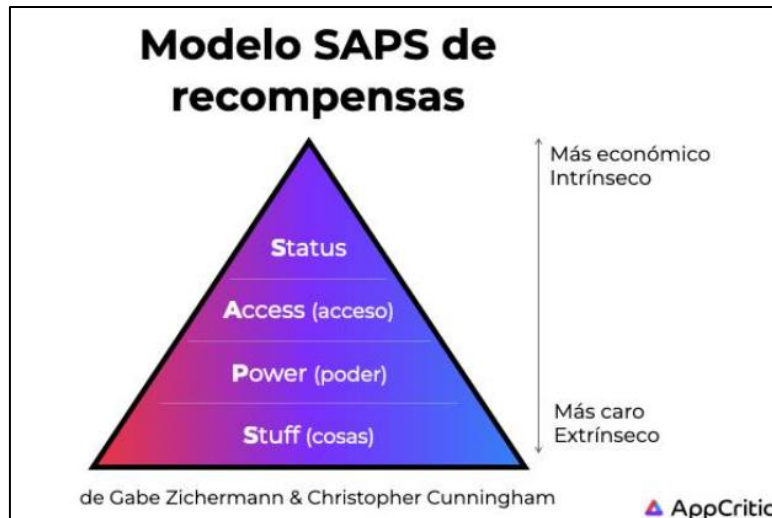 Modelo SAPS de
recompensas
Más económico
Intrínseco
Status
Access (acceso)
Power (poder)
Stuff (cosas)
Más caro
Extrínseco
de Gabe Zichermann & Christopher Cunningham
AppCritic